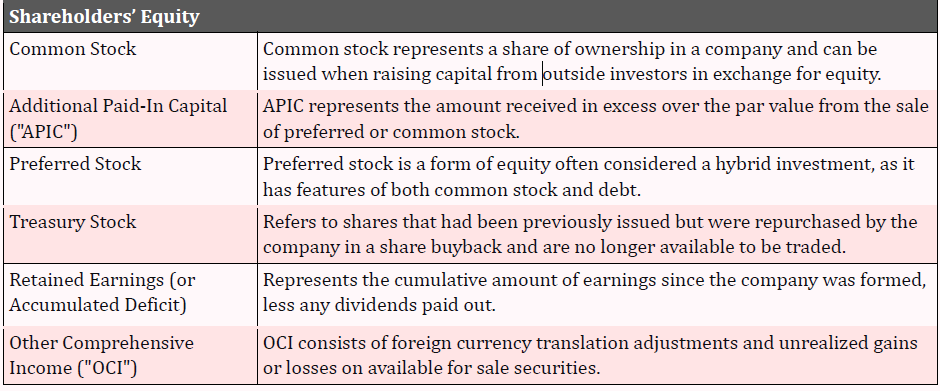 Shareholders’ Equity
Common Stock
Common stock represents a share of ownership in a company and can be
issued when raising capital from outside investors in exchange for equity.
Additional Paid-In Capital
("APIC")
APIC represents the amount received in excess over the par value from the sale
of preferred or common stock.
Preferred Stock
Preferred stock is a form of equity often considered a hybrid investment, as it
has features of both common stock and debt.
Treasury Stock
Refers to shares that had been previously issued but were repurchased by the
company in a share buyback and are no longer available to be traded.
Retained Earnings (or
Accumulated Deficit)
Represents the cumulative amount of earnings since the company was formed,
less any dividends paid out.
Other Comprehensive
Income ("OCI")
OCI consists of foreign currency translation adjustments and unrealized gains
or losses on available for sale securities.